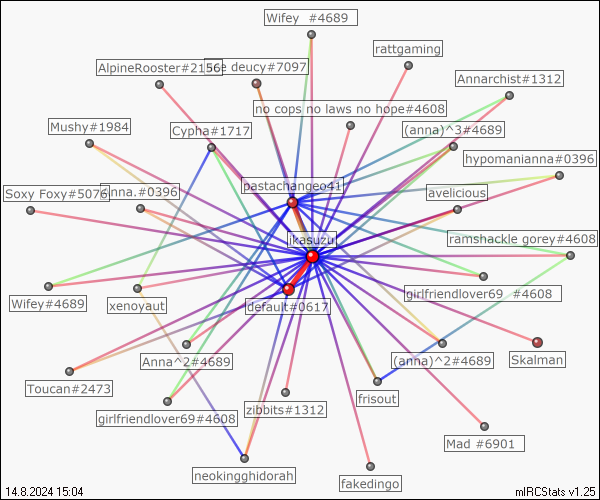 Wifey #4689
rattgaming
AlpineRooster#2156
e deucy#7097
Annarchist#1312
no cops no laws no hope#4608
Mushy#1984
Cypha#1717
(anna)^3#4689
hypomanianna#0396
pastachangeo41
Soxy Foxy#5076
nna.#0396
avelicious
ikasuzu
ramshackle gorey#4608
Wifey#4689
xenoyaut
default#0617
girlfriendlover69 #4608
Anna^2#4689
(anna)^2#4689
Skalman
Toucan#2473
frisout
girlfriendlover69#4608
zibbits#1312
Mad #6901
neokingghidorah
fakedingo
14.8.2024 15:04
mIRCStats v1.25